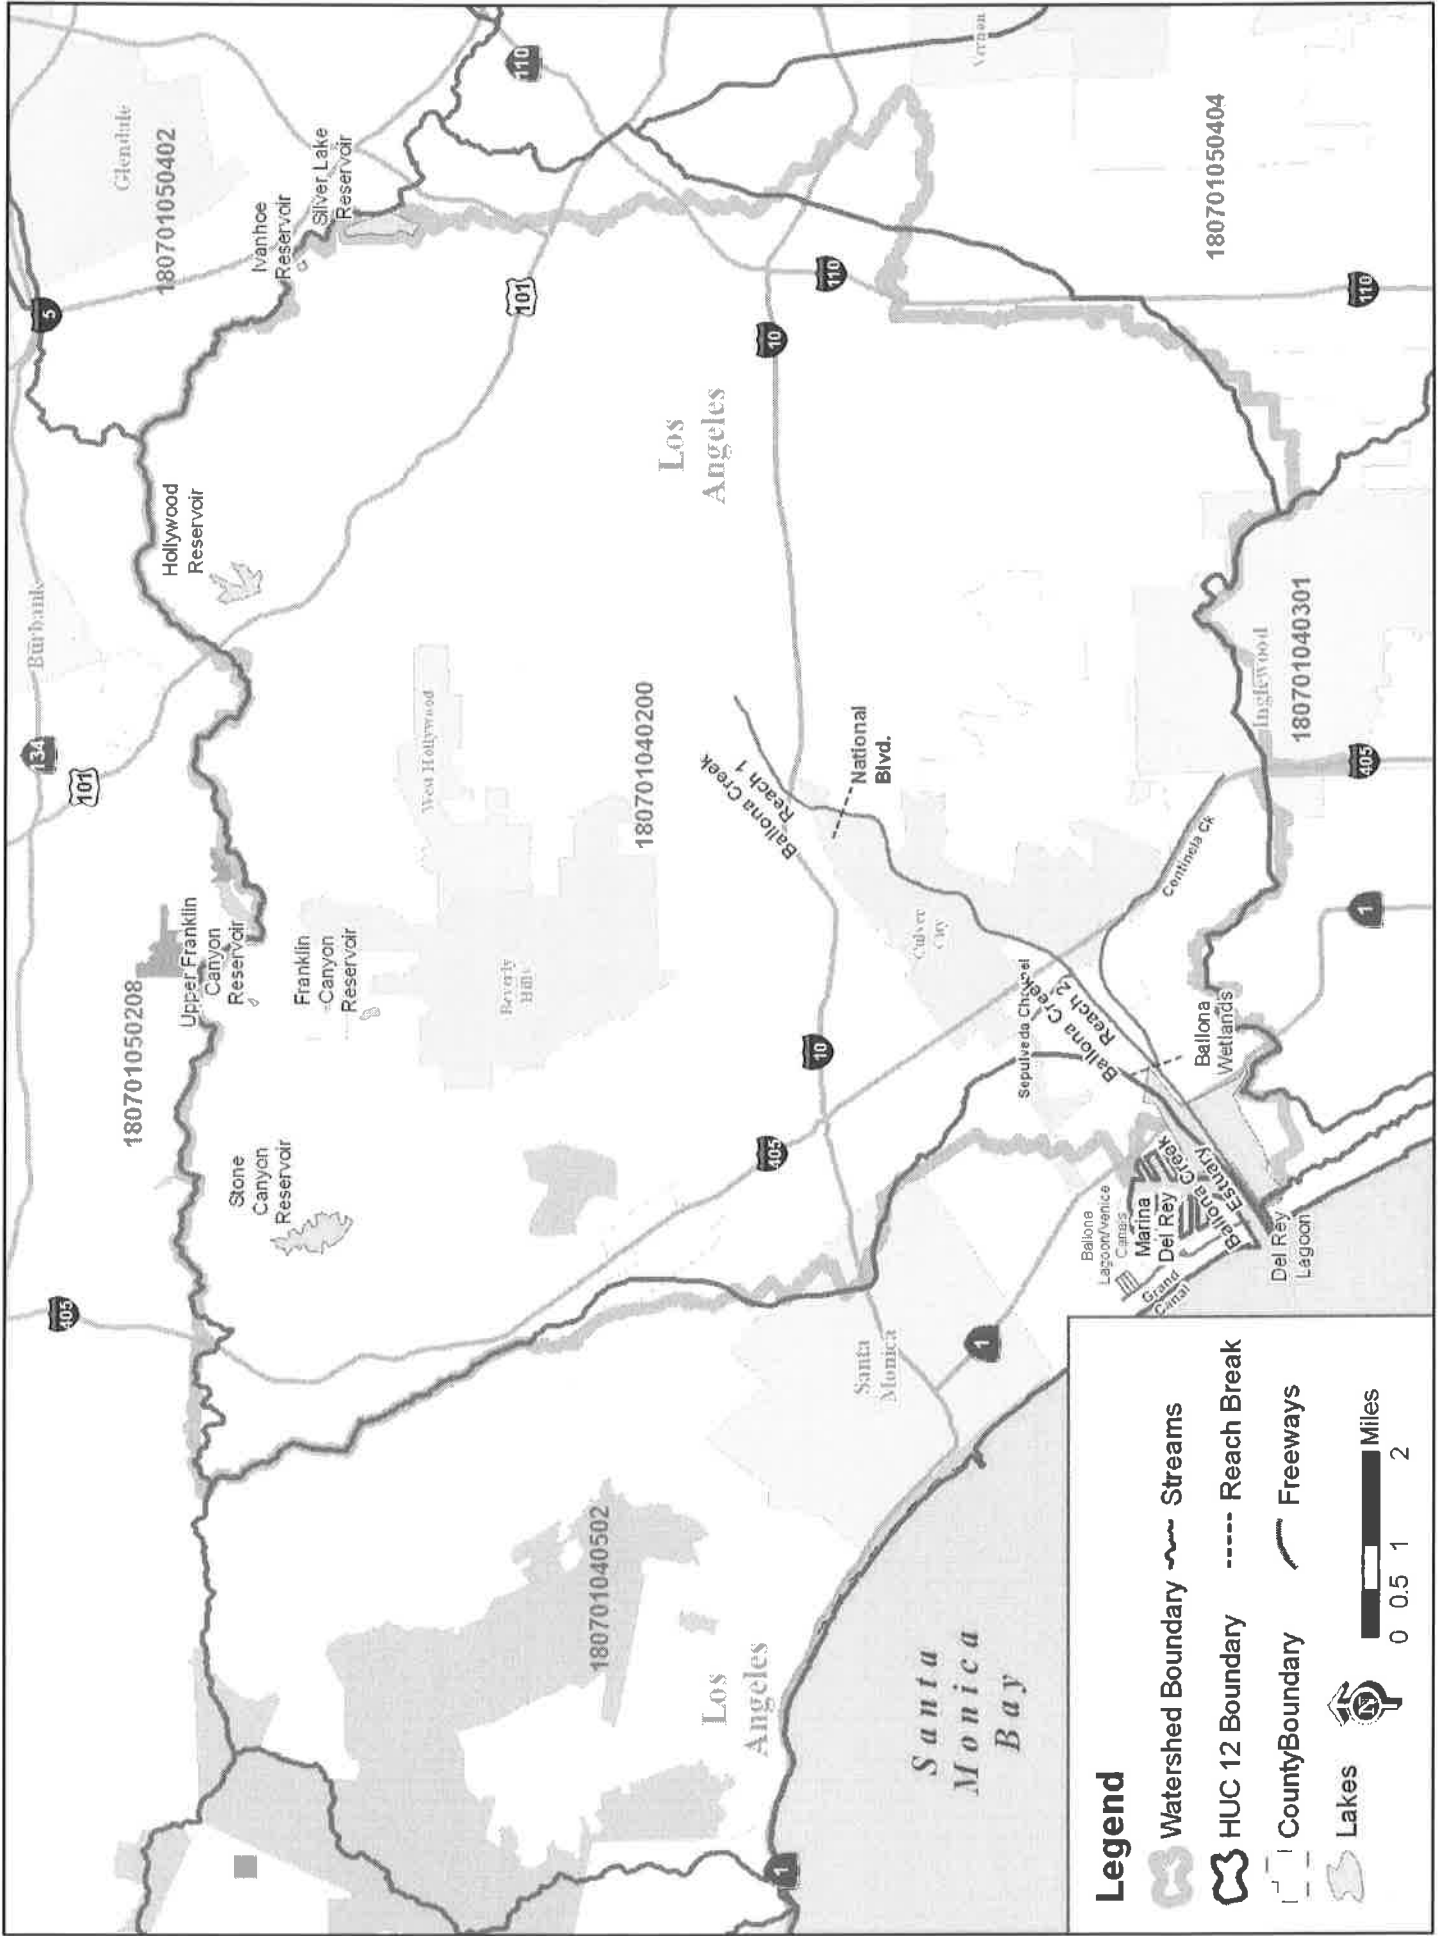 Burbank
Glendale
134
5
101
180701050402
180701050208
Hollywood
Reservoir
Ivanhoe
Reservoir
Silver Lake
Reservoir
110
405
Upper Franklin
Canyon
Reservoir
Stone
Canyon
Reservoir
Franklin
Canyon
Reservoir
West Hollywood
Beverly
Hills
101
180701040502
180701040200
Los
Angeles
Los
Angeles
10
110
Vernon
405
10
Ballona Creek
Reach 1
National
Blvd.
Culver
City
Santa
Monica
1
1
Santa
Monica
Bay
Sepulveda Channel
Ballona Creek
Reach 2
Centinela Ck
180701050404
Inglewood
180701040301
Ballona
Lagoon/Venice
Canals
Marina
Del Rey
Grand
Canal
Ballona Creek
Estuary
Ballona
Wetlands
Del Rey
Lagoon
1
405
110
Legend
Watershed Boundary
Streams
HUC 12 Boundary
Reach Break
CountyBoundary
Freeways
Lakes
N
0 0.5 1 2
Miles